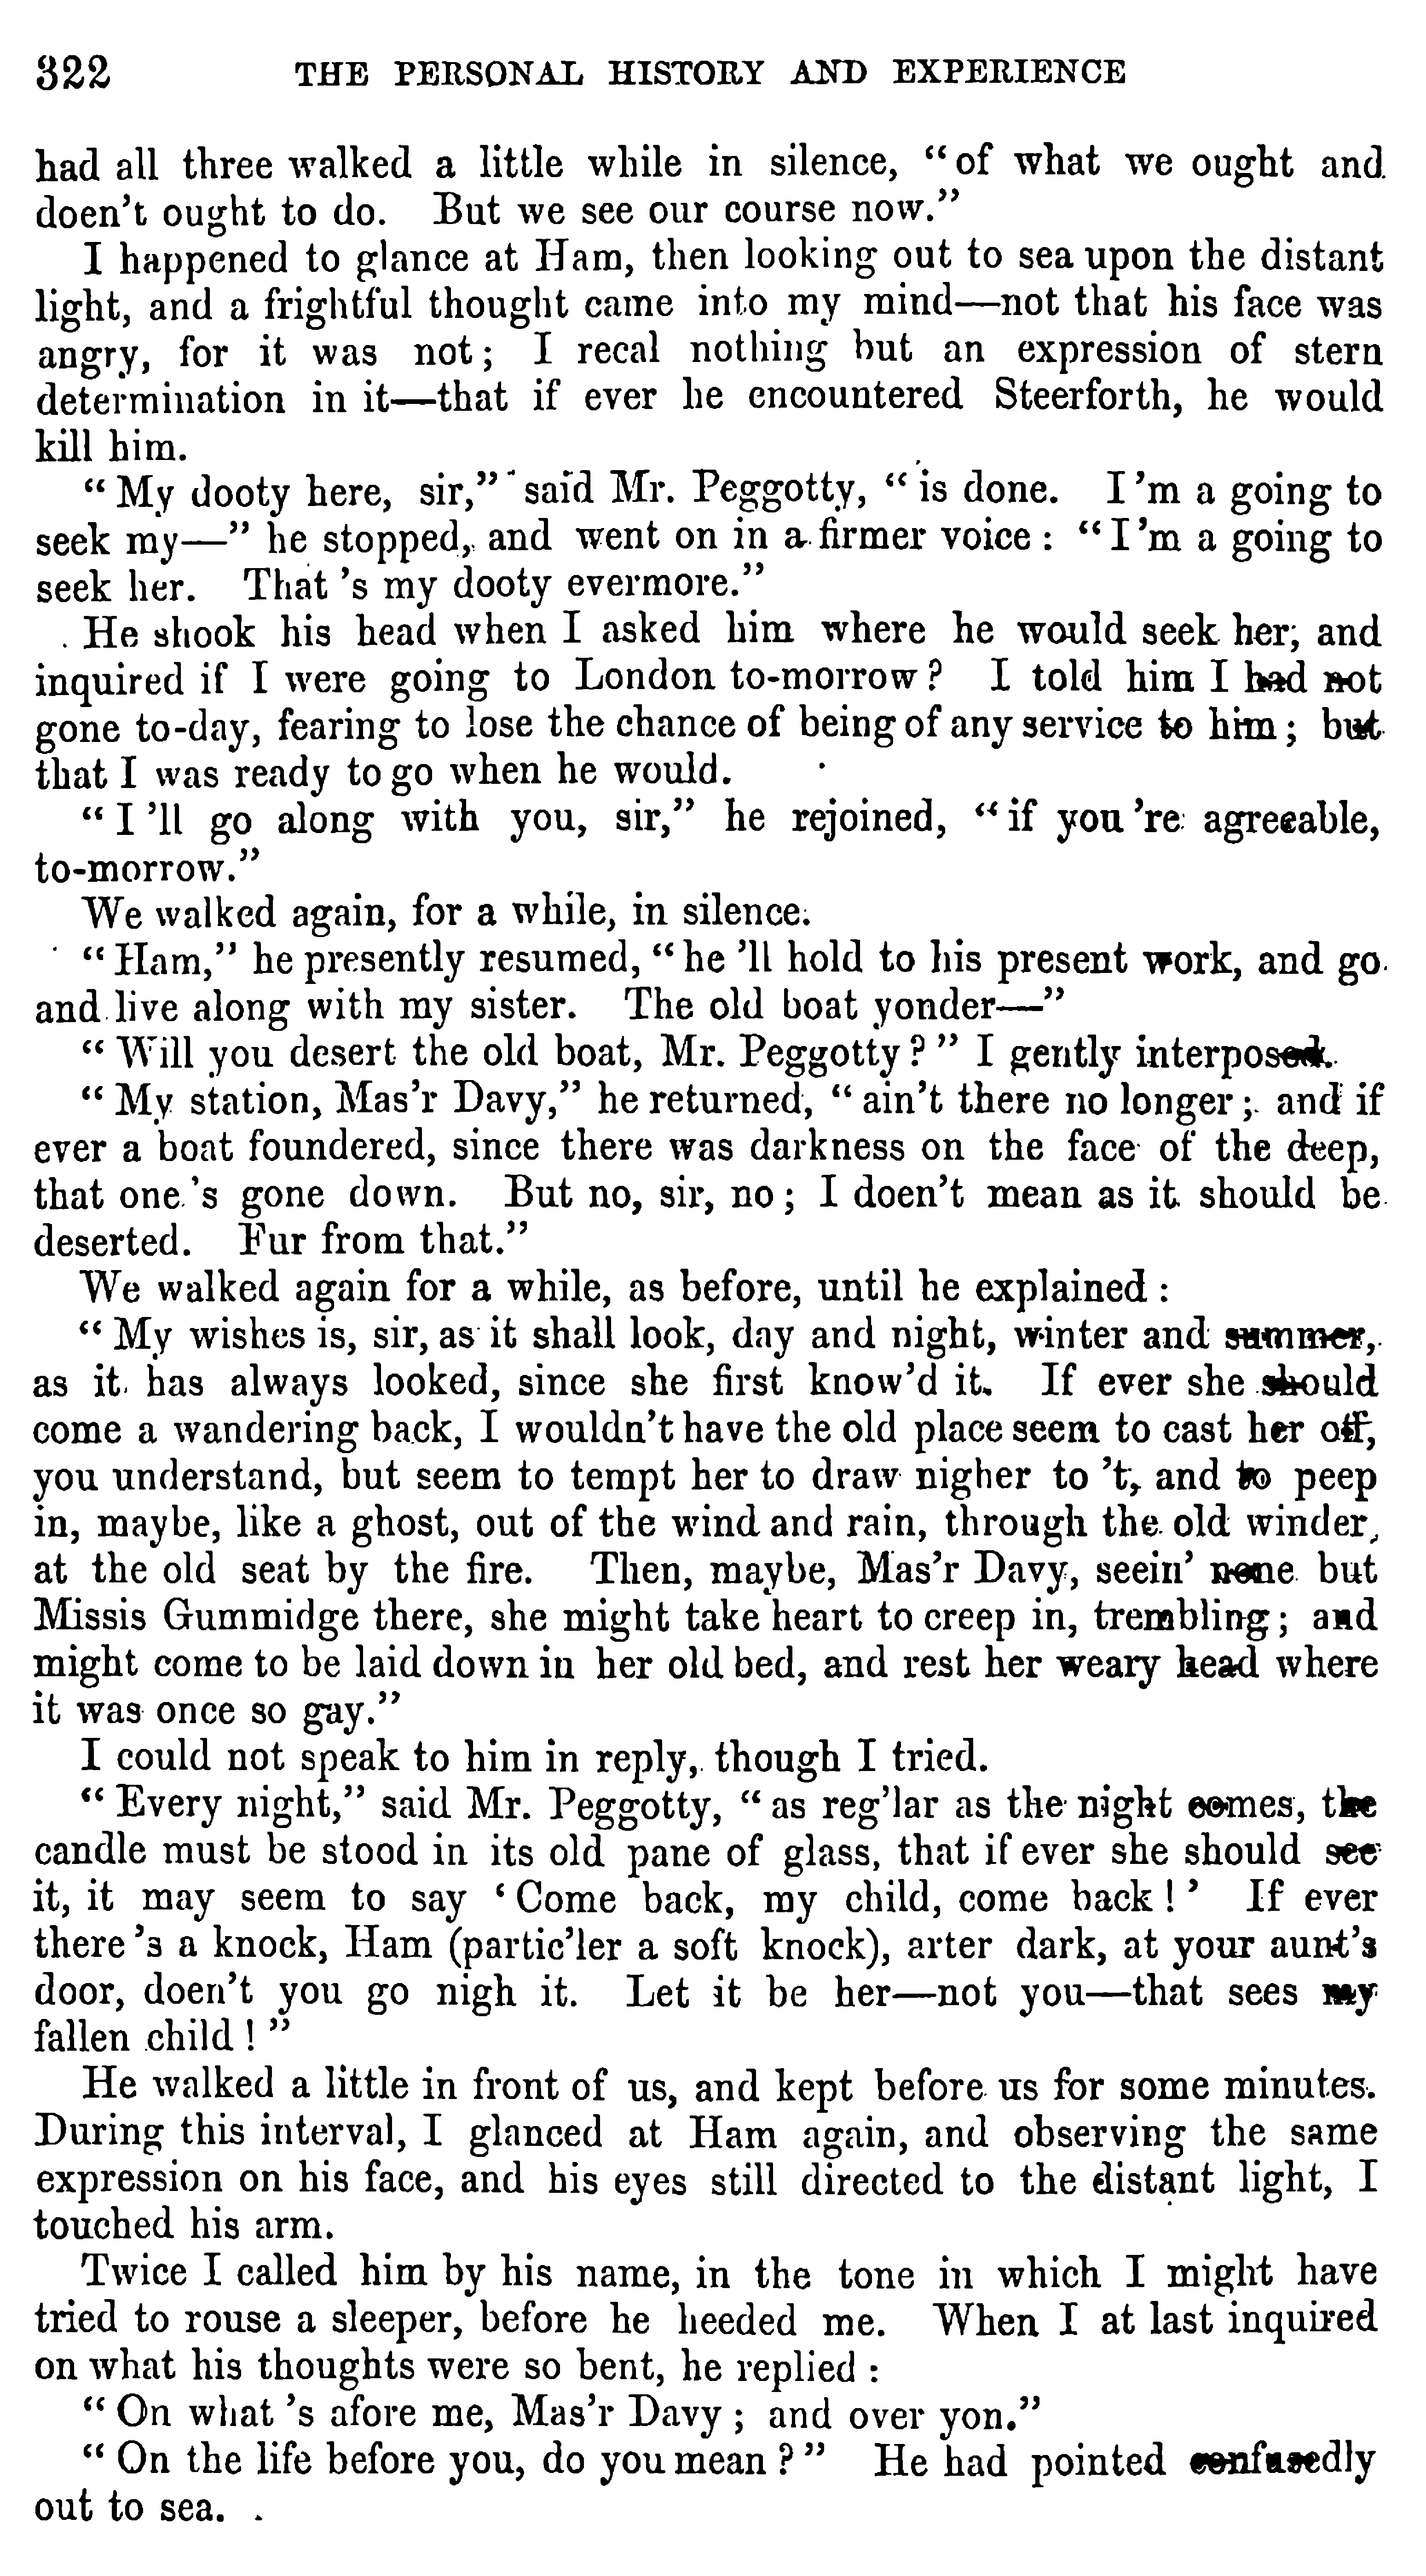 322 THE PERSONAL HISTORY AND EXPERIENCE
had all three walked a little while in silence, “of what we ought and
doen't ought to do. But we see our course now.”
I happened to glance at Ham, then looking out to sea upon the distant
light, and a frightful thought came into my mind—not that his face was
angry, for it was not; I recal nothing but an expression of stern
determination in it—that if ever he encountered Steerforth, he would
kill him.
“My dooty here, sir,” said Mr. Peggotty, “is done. I'm a going to
seek my—” he stopped, and went on in a firmer voice: “I'm a going to
seek her. That's my dooty evermore.”
He shook his head when I asked him where he would seek her; and
inquired if I were going to London to-morrow? I told him I had not
gone to-day, fearing to lose the chance of being of any service to him; but
that I was ready to go when he would.
“I'll go along with you, sir,” he rejoined, “if you're agreeable,
to-morrow.”
We walked again, for a while, in silence.
“Ham,” he presently resumed, “he'll hold to his present work, and go
and live along with my sister. The old boat yonder—”
“Will you desert the old boat, Mr. Peggotty?” I gently interposed.
“My station, Mas'r Davy,” he returned, “ain't there no longer; and if
ever a boat foundered, since there was darkness on the face of the deep,
that one's gone down. But no, sir, no; I doen't mean as it should be
deserted. Fur from that.”
We walked again for a while, as before, until he explained:
“My wishes is, sir, as it shall look, day and night, winter and summer,
as it has always looked, since she first know'd it. If ever she should
come a wandering back, I wouldn't have the old place seem to cast her off,
you understand, but seem to tempt her to draw nigher to 't, and to peep
in, maybe, like a ghost, out of the wind and rain, through the old winder,
at the old seat by the fire. Then, maybe, Mas'r Davy, seein' none but
Missis Gummidge there, she might take heart to creep in, trembling; and
might come to be laid down in her old bed, and rest her weary head where
it was once so gay.”
I could not speak to him in reply, though I tried.
“Every night,” said Mr. Peggotty, “as reg'lar as the night comes, the
candle must be stood in its old pane of glass, that if ever she should see
it, it may seem to say ‘Come back, my child, come back!’ If ever
there's a knock, Ham (partic'ler a soft knock), arter dark, at your aunt's
door, doen't you go nigh it. Let it be her—not you—that sees my
fallen child!”
He walked a little in front of us, and kept before us for some minutes.
During this interval, I glanced at Ham again, and observing the same
expression on his face, and his eyes still directed to the distant light, I
touched his arm.
Twice I called him by his name, in the tone in which I might have
tried to rouse a sleeper, before he heeded me. When I at last inquired
on what his thoughts were so bent, he replied:
“On what's afore me, Mas'r Davy; and over yon.”
“On the life before you, do you mean?” He had pointed confusedly
out to sea.